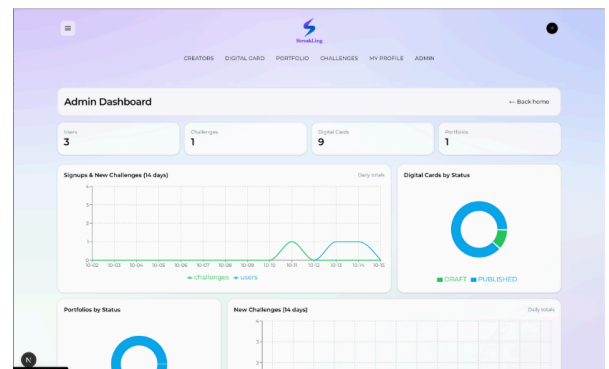 StreakLing
CREATORS DIGITAL CARD PORTFOLIO CHALLENGES MY PROFILE ADMIN
Admin Dashboard ← Back home
Users Challenges Digital Cards Portfolios
3 1 9 1
Signups & New Challenges (14 days) Daily totals
4
3
2
1
0
10-02 10-03 10-04 10-05 10-06 10-07 10-08 10-09 10-10 10-11 10-12 10-13 10-14 10-15
challenges users
Digital Cards by Status
DRAFT PUBLISHED
Portfolios by Status
New Challenges (14 days) Daily totals
4
3
2
N